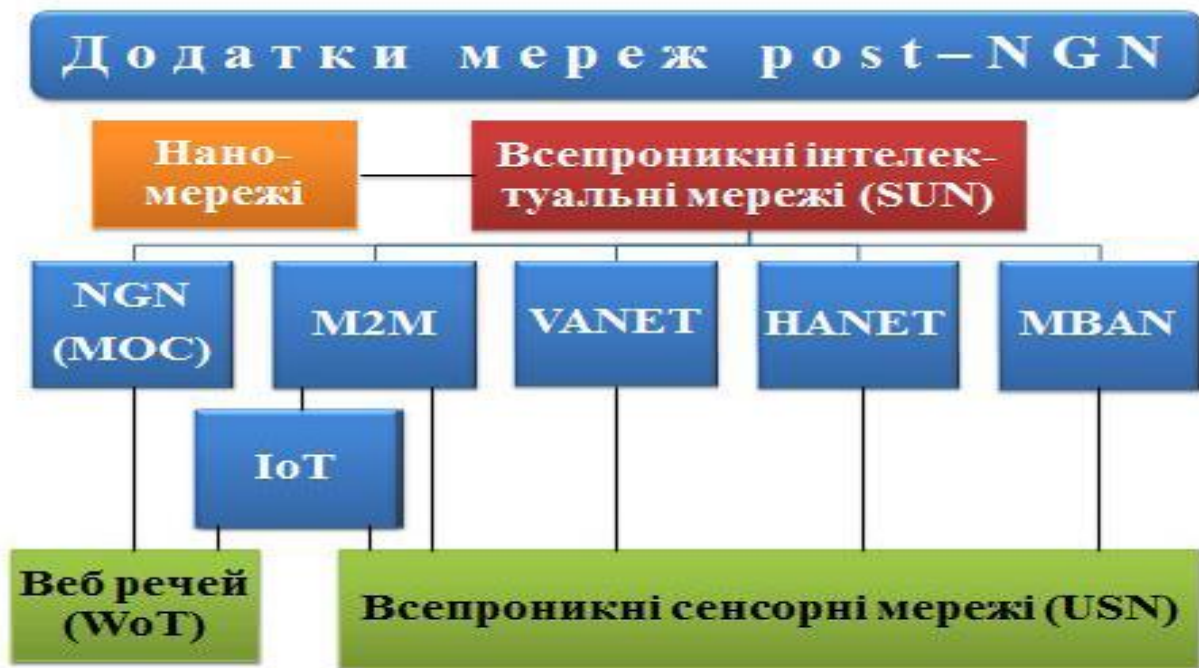 Додатки мереж post–NGN
Нано-
мережі
Всепроникні інтелек-
туальні мережі (SUN)
NGN
(МОС)
M2M
VANET
HANET
MBAN
IoT
Веб речей
(WoT)
Всепроникні сенсорні мережі (USN)